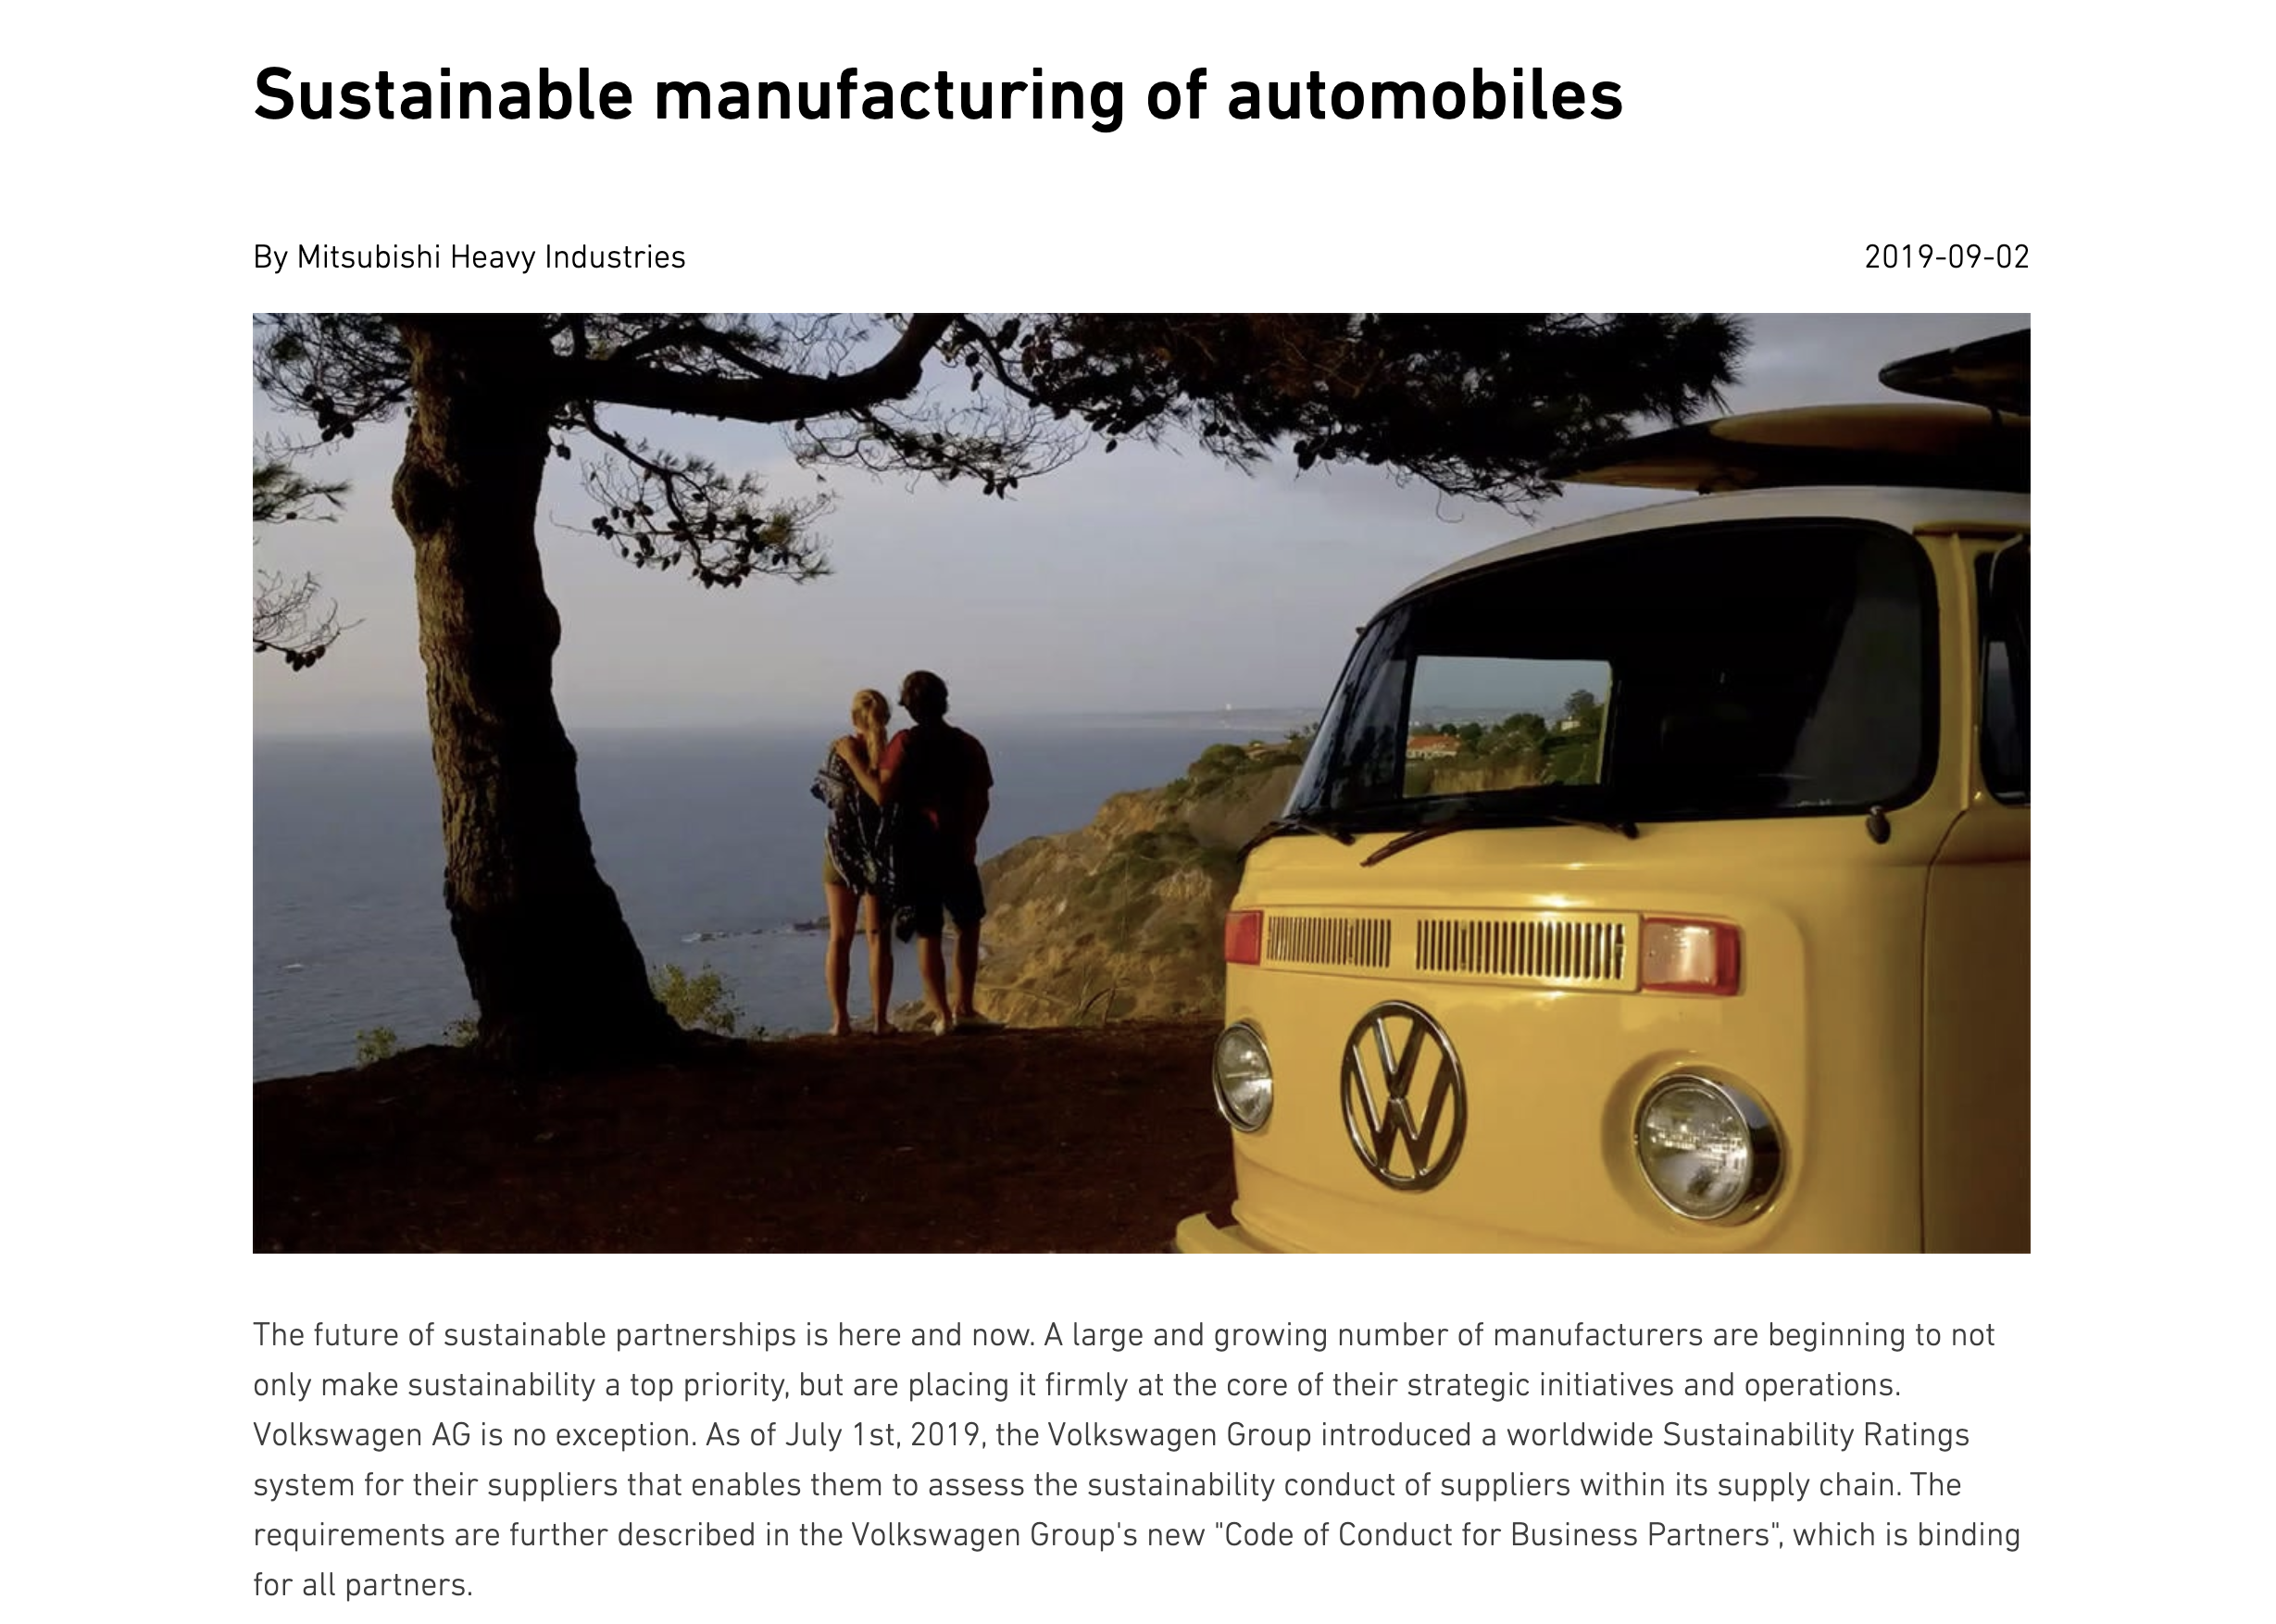 Sustainable manufacturing of automobiles
By Mitsubishi Heavy Industries
2019-09-02
VW
The future of sustainable partnerships is here and now. A large and growing number of manufacturers are beginning to not
only make sustainability a top priority, but are placing it firmly at the core of their strategic initiatives and operations.
Volkswagen AG is no exception. As of July 1st, 2019, the Volkswagen Group introduced a worldwide Sustainability Ratings
system for their suppliers that enables them to assess the sustainability conduct of suppliers within its supply chain. The
requirements are further described in the Volkswagen Group's new "Code of Conduct for Business Partners", which is binding
for all partners.